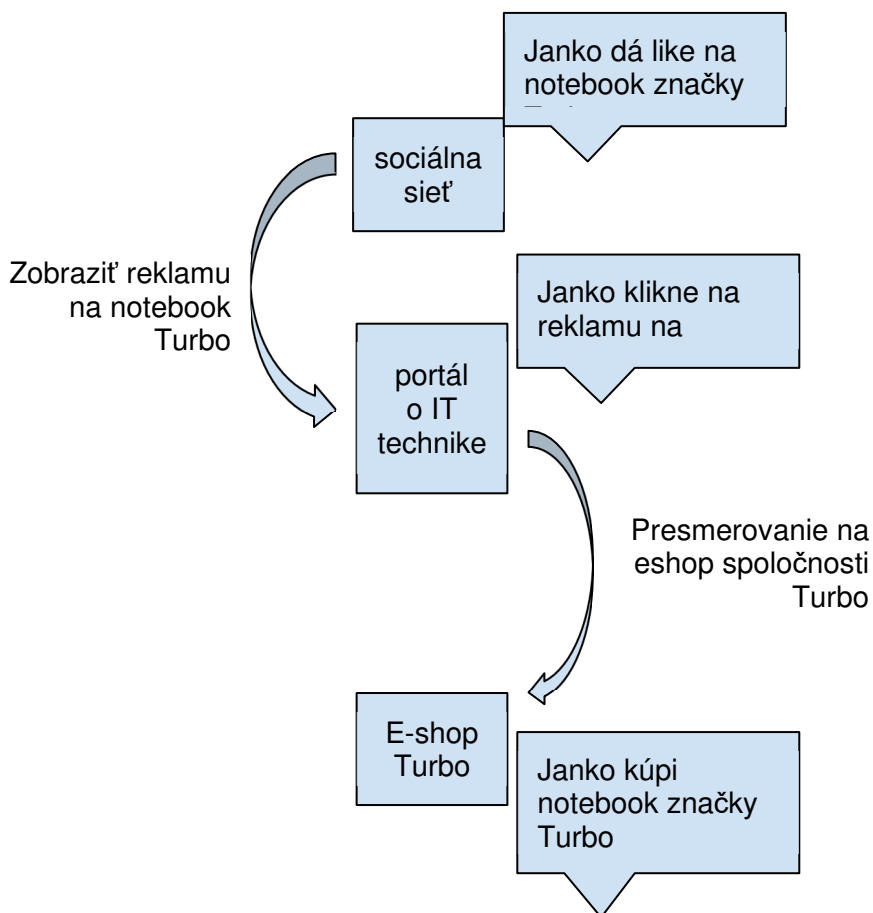 Janko dá like na
notebook značky
sociálna
sieť
Zobraziť reklamu
na notebook
Turbo
Janko klikne na
reklamu na
portál
o IT
technike
Presmerovanie na
eshop spoločnosti
Turbo
E-shop
Turbo
Janko kúpi
notebook značky
Turbo